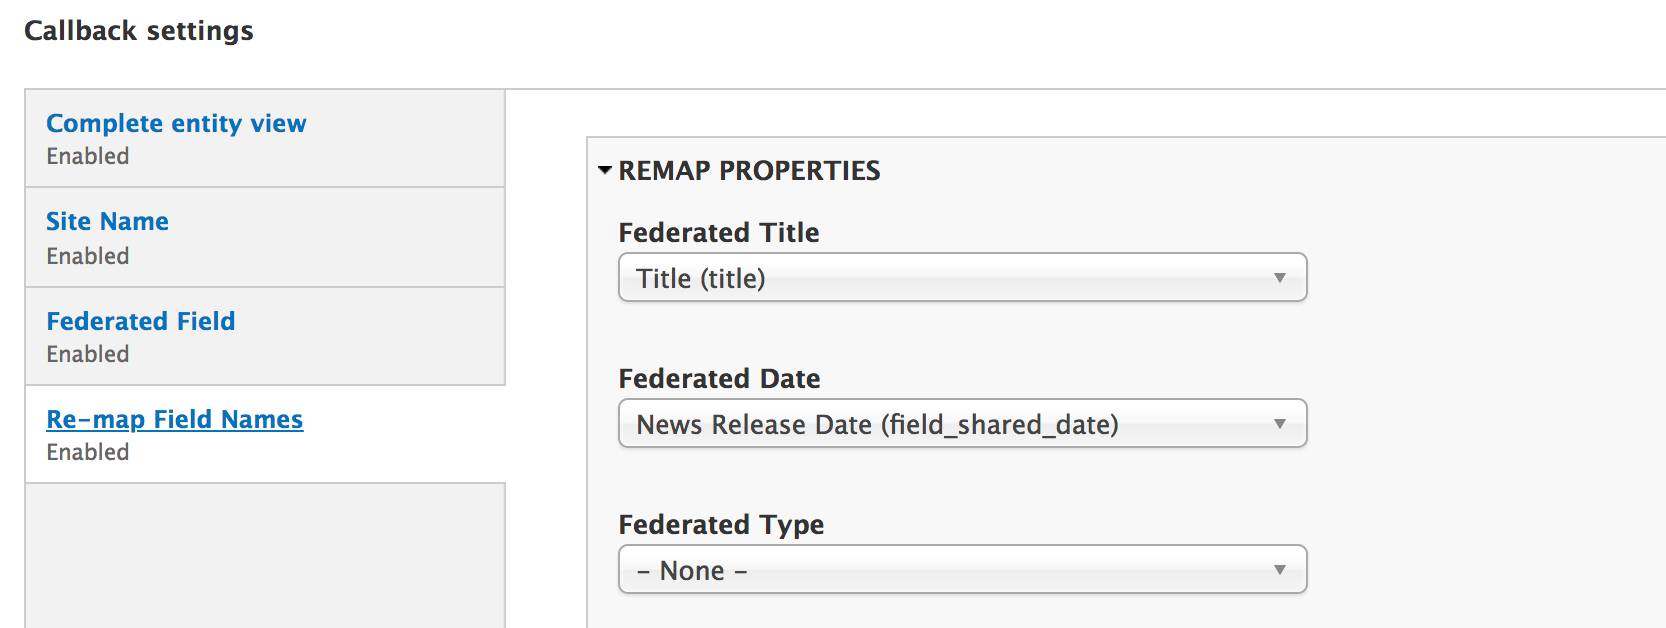 Callback settings
Complete entity view
Enabled
Site Name
Enabled
Federated Field
Enabled
Re-map Field Names
Enabled
REMAP PROPERTIES
Federated Title
Title (title)
Federated Date
News Release Date (field_shared_date)
Federated Type
- None -